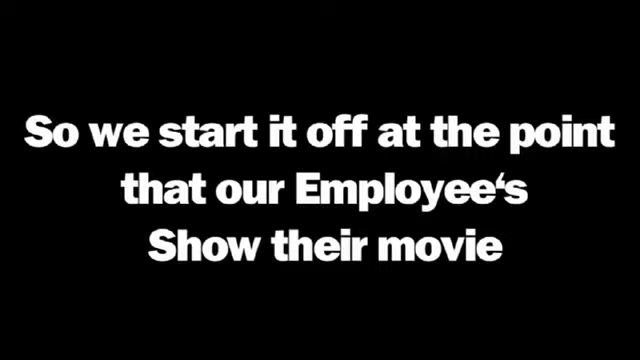 So we start it off at the point
that our Employee‘s
Show their movie